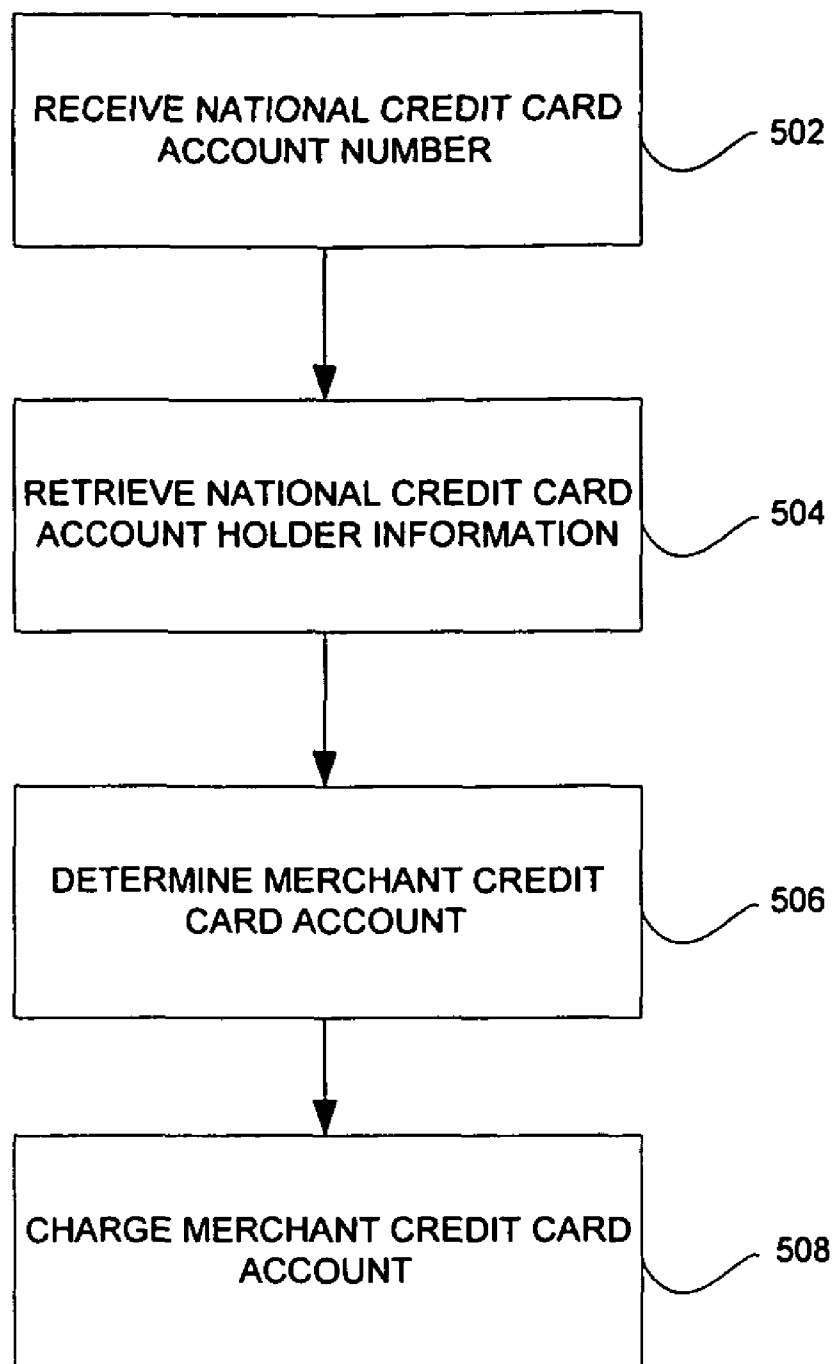 RECEIVE NATIONAL CREDIT CARD
ACCOUNT NUMBER
502
RETRIEVE NATIONAL CREDIT CARD
ACCOUNT HOLDER INFORMATION
504
DETERMINE MERCHANT CREDIT
CARD ACCOUNT
506
CHARGE MERCHANT CREDIT CARD
ACCOUNT
508